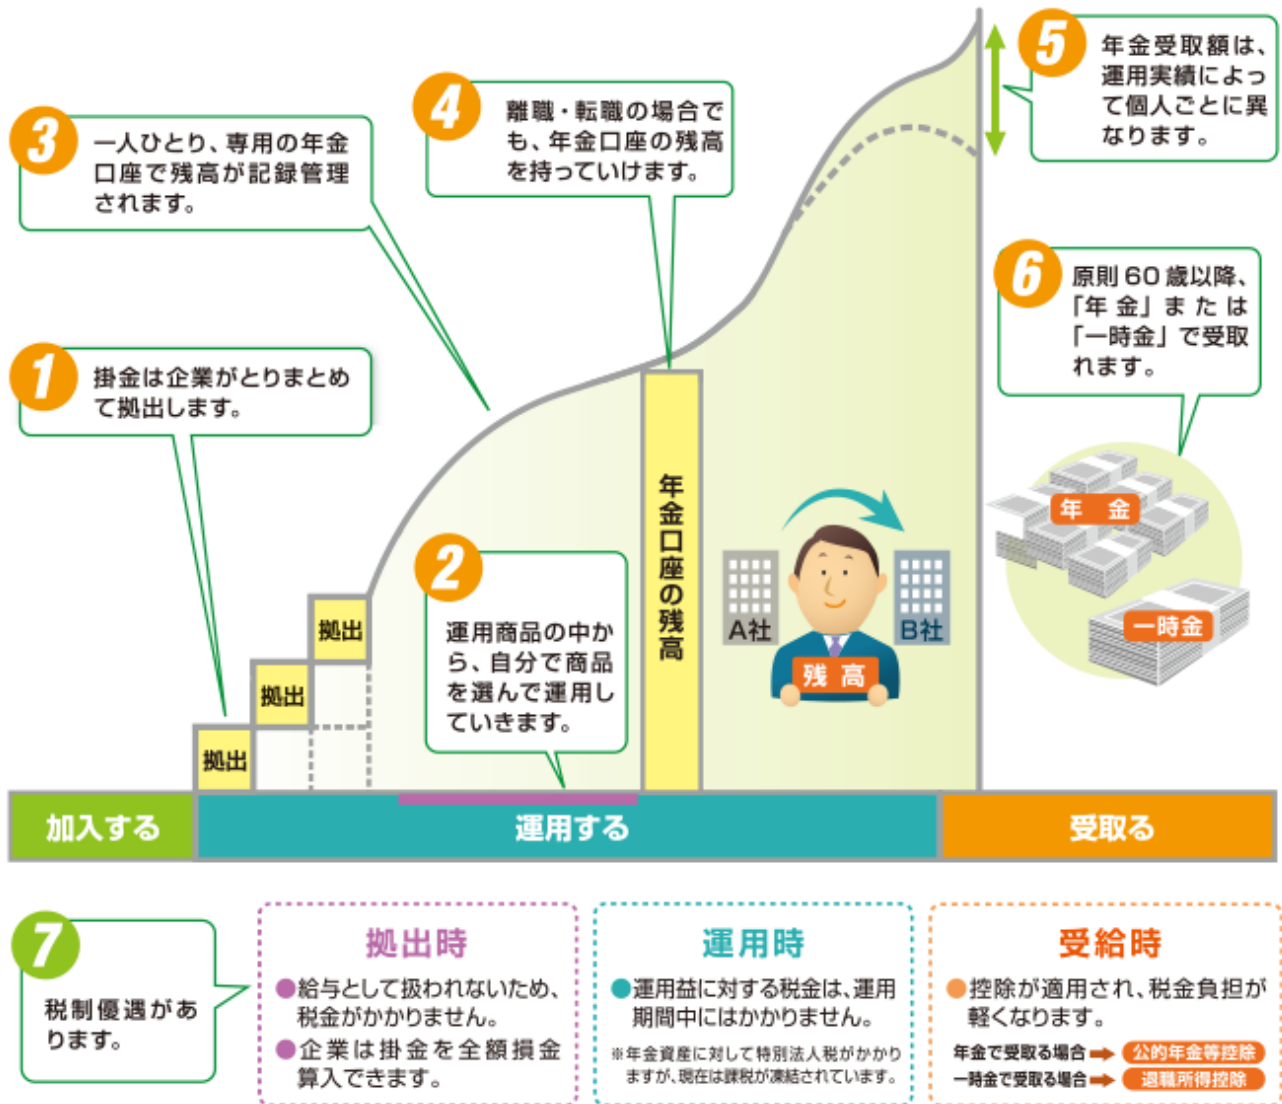 1
掛金は企業がとりまとめ
て拠出します。
2
運用商品の中か
ら、自分で商品
を選んで運用し
ていきます。
3
一人ひとり、専用の年金
口座で残高が記録管理
されます。
4
離職・転職の場合で
も、年金口座の残高
を持っていけます。
5
年金受取額は、
運用実績によっ
て個人ごとに異
なります。
6
原則60歳以降、
「年金」または
「一時金」で受取
れます。
拠出
拠出
拠出
年金口座の残高
A社
B社
残高
年金
一時金
加入する
運用する
受取る
7
税制優遇があ
ります。
拠出時
●給与として扱われないため、
税金がかかりません。
●企業は掛金を全額損金
算入できます。
運用時
●運用益に対する税金は、運用
期間中にはかかりません。
※年金資産に対して特別法人税がかかり
ますが、現在は課税が凍結されています。
受給時
●控除が適用され、税金負担が
軽くなります。
年金で受取る場合➡公的年金等控除
一時金で受取る場合➡退職所得控除